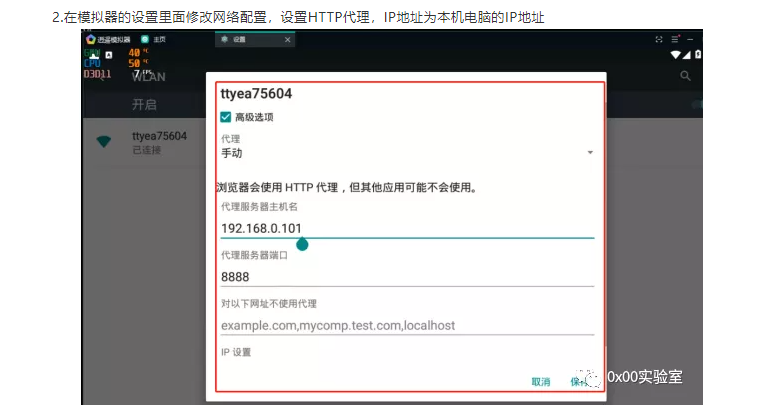 2.在模拟器的设置里面修改网络配置，设置HTTP代理，IP地址为本机电脑的IP地址
逍遥模拟器 主页 设置
GPU 40 °C
CPU 50 °C
D3D11 7 FPS
WLAN
开启
ttyea75604
已连接
ttyea75604
高级选项
代理
手动
浏览器会使用 HTTP 代理，但其他应用可能不会使用。
代理服务器主机名
192.168.0.101
代理服务器端口
8888
对以下网址不使用代理
example.com,mycomp.test.com,localhost
IP 设置
取消 保存
0x00实验室